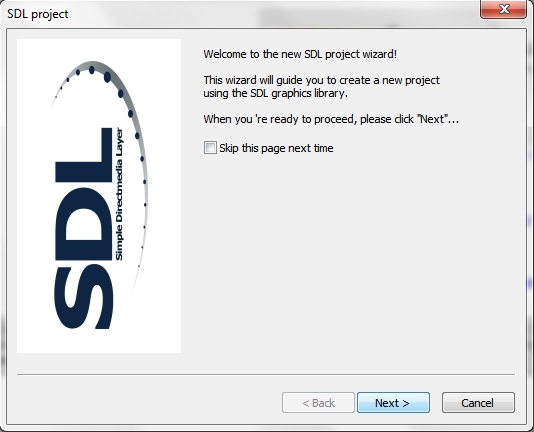 SDL project
SDL
Simple Directmedia Layer
Welcome to the new SDL project wizard!
This wizard will guide you to create a new project
using the SDL graphics library.
When you 're ready to proceed, please click "Next"...
Skip this page next time
< Back
Next >
Cancel